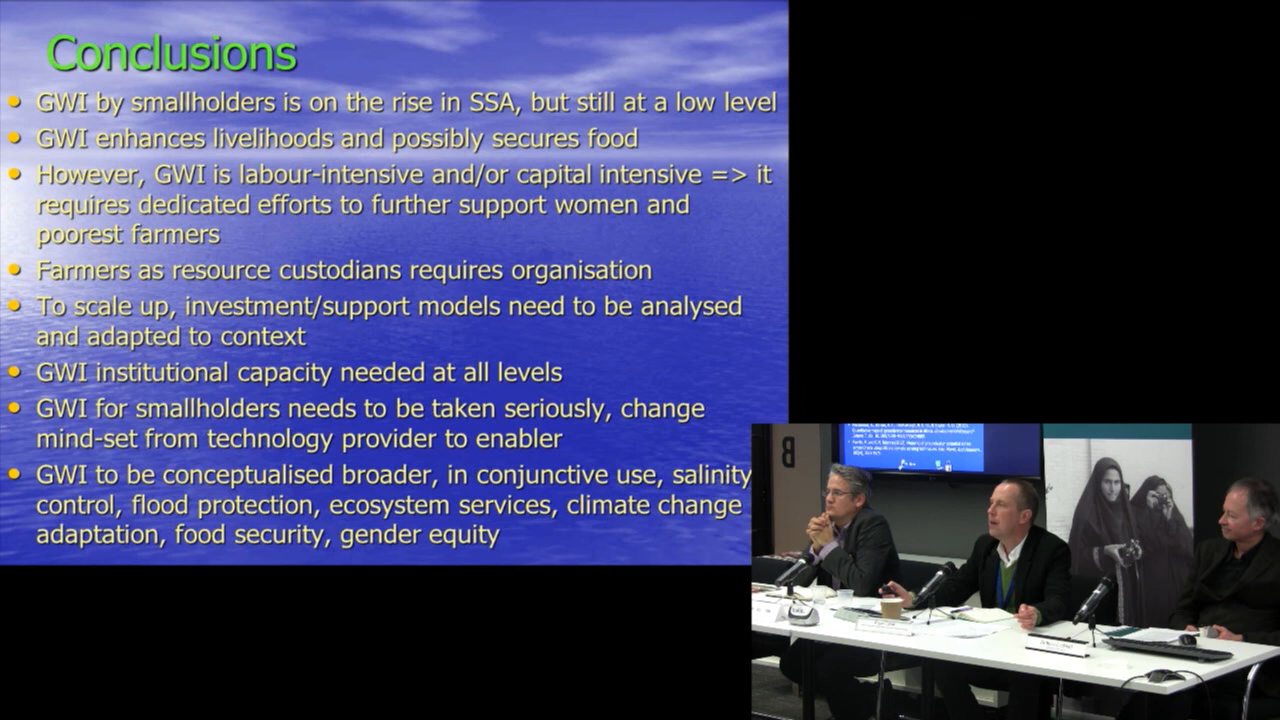 Conclusions
• GWI by smallholders is on the rise in SSA, but still at a low level
• GWI enhances livelihoods and possibly secures food
• However, GWI is labour-intensive and/or capital intensive => it
requires dedicated efforts to further support women and
poorest farmers
• Farmers as resource custodians requires organisation
• To scale up, investment/support models need to be analysed
and adapted to context
• GWI institutional capacity needed at all levels
• GWI for smallholders needs to be taken seriously, change
mind-set from technology provider to enabler
• GWI to be conceptualised broader, in conjunctive use, salinity
control, flood protection, ecosystem services, climate change
adaptation, food security, gender equity
B